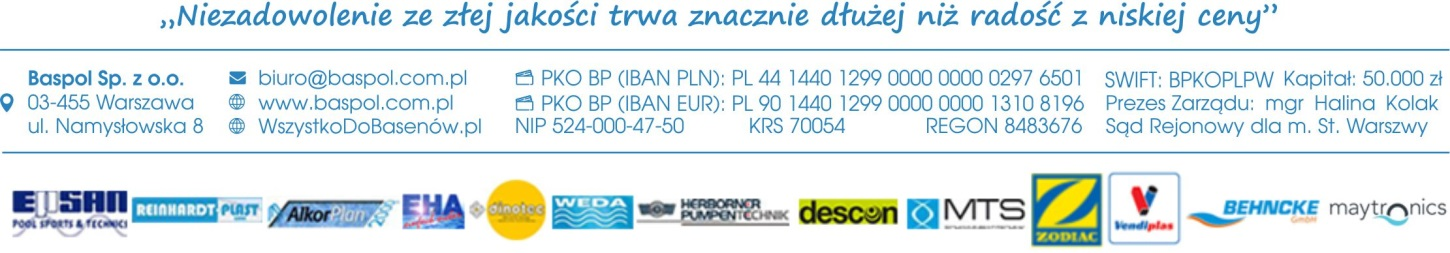 „Niezadowolenie ze złej jakości trwa znacznie dłużej niż radość z niskiej ceny”
Baspol Sp. z o.o.
03-455 Warszawa
ul. Namysłowska 8
biuro@baspol.com.pl
www.baspol.com.pl
WszystkoDoBasenów.pl
PKO BP (IBAN PLN): PL 44 1440 1299 0000 0000 0297 6501
PKO BP (IBAN EUR): PL 90 1440 1299 0000 0000 1310 8196
NIP 524-000-47-50 KRS 70054 REGON 8483676
SWIFT: BPKOPLPW Kapitał: 50.000 zł
Prezes Zarządu: mgr Halina Kolak
Sąd Rejonowy dla m. St. Warszwy
POOL SPORTS & TECHNICS
REINHARDT-PLAST
AlkorPlan
EHA
dinotec
WEDA
HERBORNER PUMPENTECHNIK
descon
MTS
ZODIAC
Vendiplas
BEHNCKE GmbH
maytronics